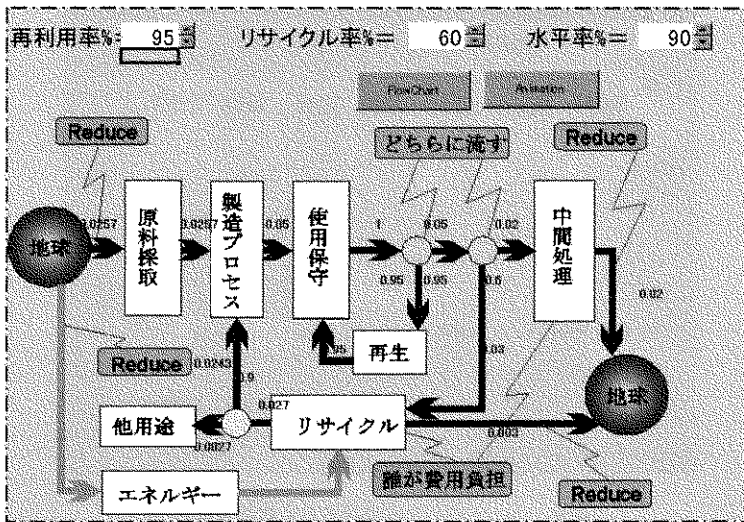 再利用率%= 95 リサイクル率%= 60 水平率%= 90
FlowChart Animation
Reduce どちらに流す Reduce
地球 0.0257 原料採取 0.0257 製造プロセス 0.05 使用保守 1 0.05 0.02 中間処理
0.95 0.95 0.6
0.02
0.95 再生
Reduce 0.0243 0.9 0.03
地球
他用途 0.0027 0.027 リサイクル 0.003
エネルギー 誰が費用負担 Reduce